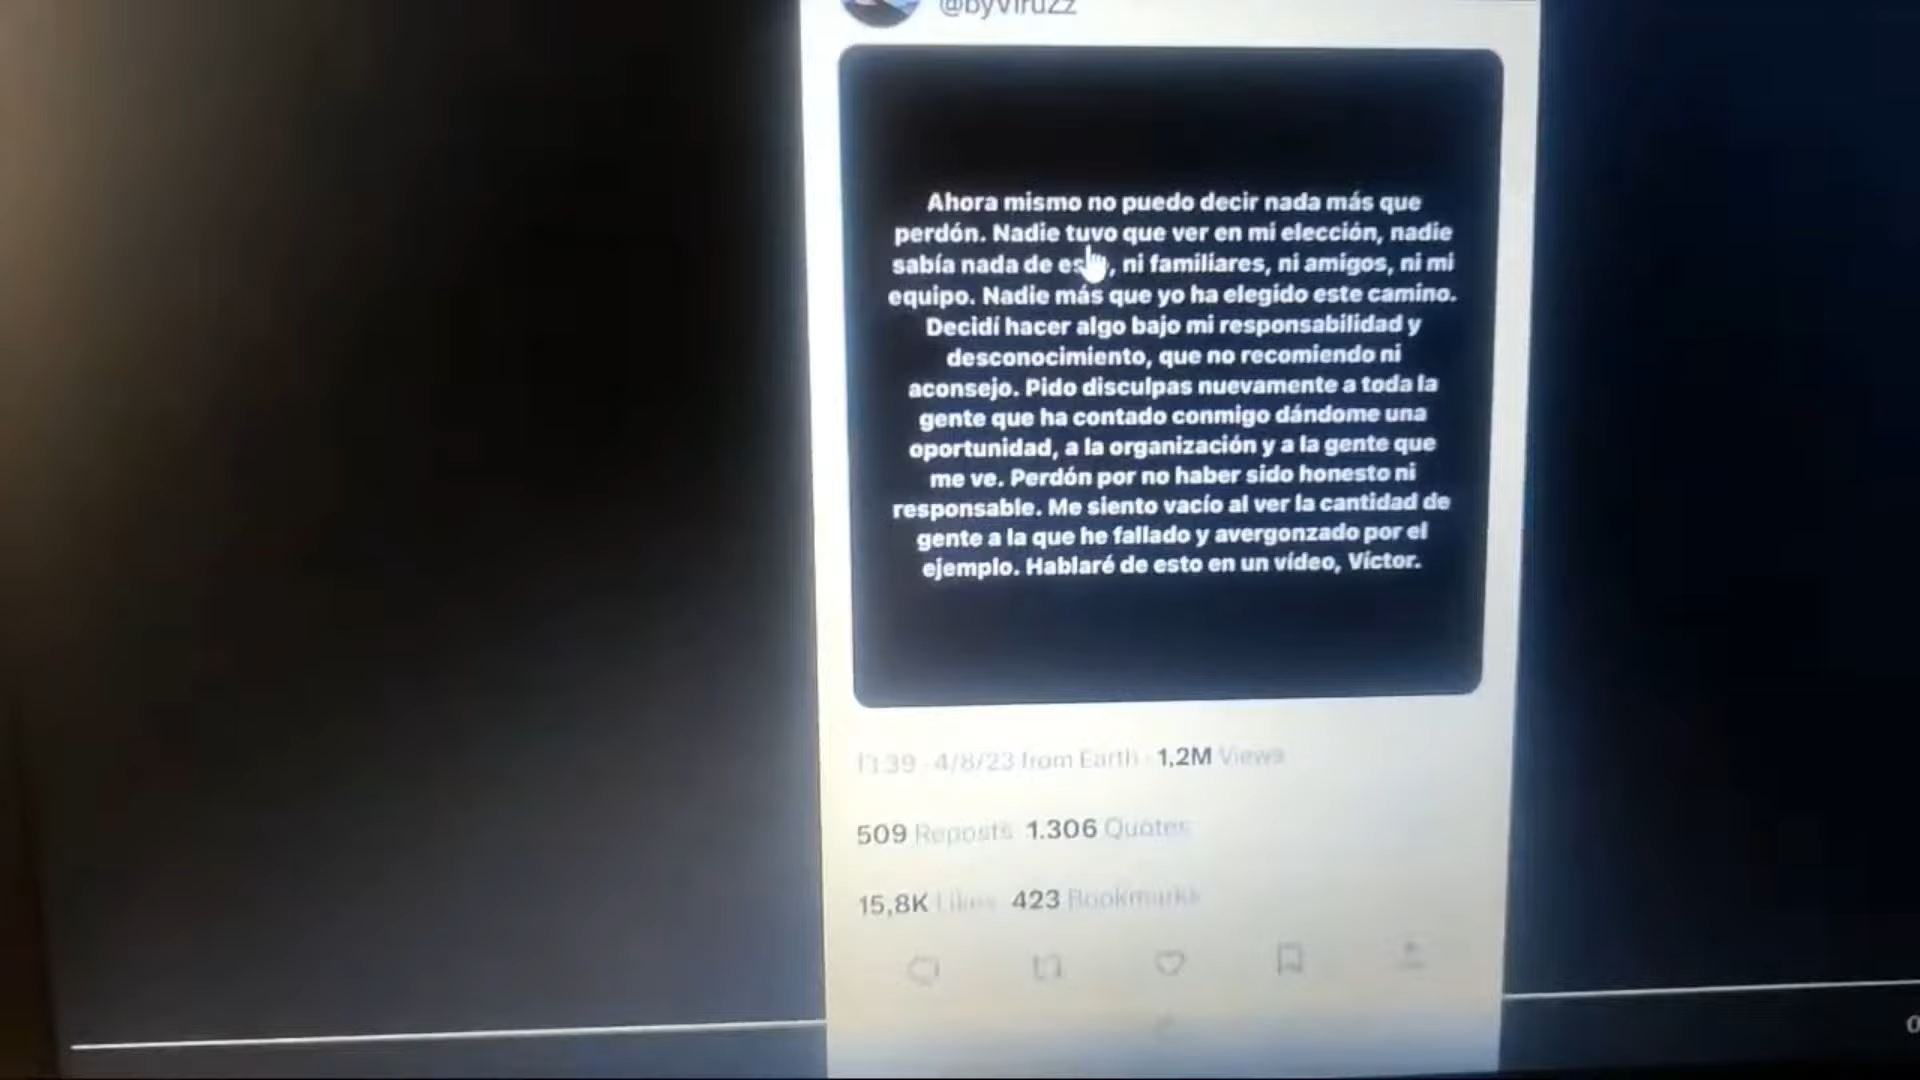 @byViruZz
Ahora mismo no puedo decir nada más que
perdón. Nadie tuvo que ver en mi elección, nadie
sabía nada de es, ni familiares, ni amigos, ni mi
equipo. Nadie más que yo ha elegido este camino.
Decidí hacer algo bajo mi responsabilidad y
desconocimiento, que no recomiendo ni
aconsejo. Pido disculpas nuevamente a toda la
gente que ha contado conmigo dándome una
oportunidad, a la organización y a la gente que
me ve. Perdón por no haber sido honesto ni
responsable. Me siento vacío al ver la cantidad de
gente a la que he fallado y avergonzado por el
ejemplo. Hablaré de esto en un vídeo, Víctor.
4/8/23 from Earth · 1,2M Views
509 Reposts 1.306 Quotes
15,8K Likes 423 Bookmarks